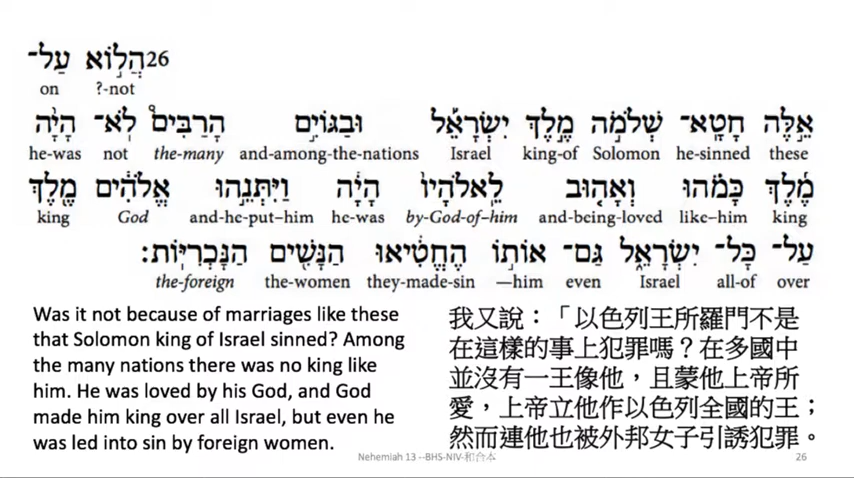 26הֲל֣וֹא עַל־
on ?-not
אֵ֣לֶּה חָטָֽא־ שְׁלֹמֹ֣ה מֶ֣לֶךְ יִשְׂרָאֵ֡ל וּבַגּוֹיִ֣ם הָרַבִּים֩ לֹֽא־ הָיָ֨ה
he-was not the-many and-among-the-nations Israel king-of Solomon he-sinned these
מֶ֜לֶךְ כָּמֹ֗הוּ וְאָה֤וּב לֵֽאלֹהָיו֙ הָיָ֔ה וַיִּתְּנֵ֣הוּ אֱלֹהִ֔ים מֶ֖לֶךְ
king God and-he-put–him he-was by-God-of–him and-being-loved like–him king
עַל־ כָּל־ יִשְׂרָאֵ֑ל גַּם־ אוֹת֣וֹ הֶחֱטִ֔יאוּ הַנָּשִׁ֖ים הַנָּכְרִיּֽוֹת׃
the-foreign the-women they-made-sin —him even Israel all-of over
Was it not because of marriages like these
that Solomon king of Israel sinned? Among
the many nations there was no king like
him. He was loved by his God, and God
made him king over all Israel, but even he
was led into sin by foreign women.
我又說：「以色列王所羅門不是
在這樣的事上犯罪嗎？在多國中
並沒有一王像他，且蒙他上帝所
愛，上帝立他作以色列全國的王；
然而連他也被外邦女子引誘犯罪。
Nehemiah 13 --BHS-NIV-和合本
26